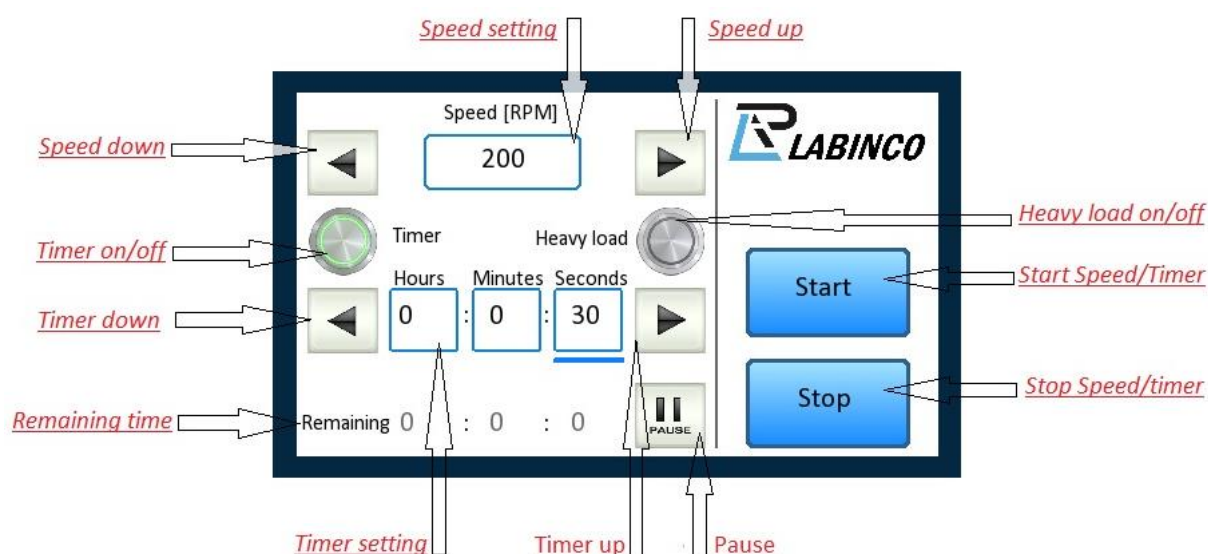 Speed setting
Speed up
Speed [RPM]
LABINCO
Speed down
200
Timer
Heavy load
Heavy load on/off
Timer on/off
Hours Minutes Seconds
Start
Start Speed/Timer
Timer down
0 : 0 : 30
Stop
Stop Speed/timer
Remaining time
Remaining 0 : 0 : 0
PAUSE
Timer setting
Timer up
Pause